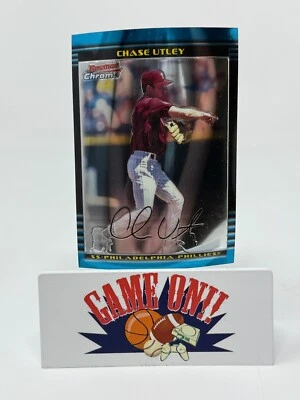 CHASE UTLEY
Bowman
Chrome
SS PHILADELPHIA PHILLIES
GAME ON!!